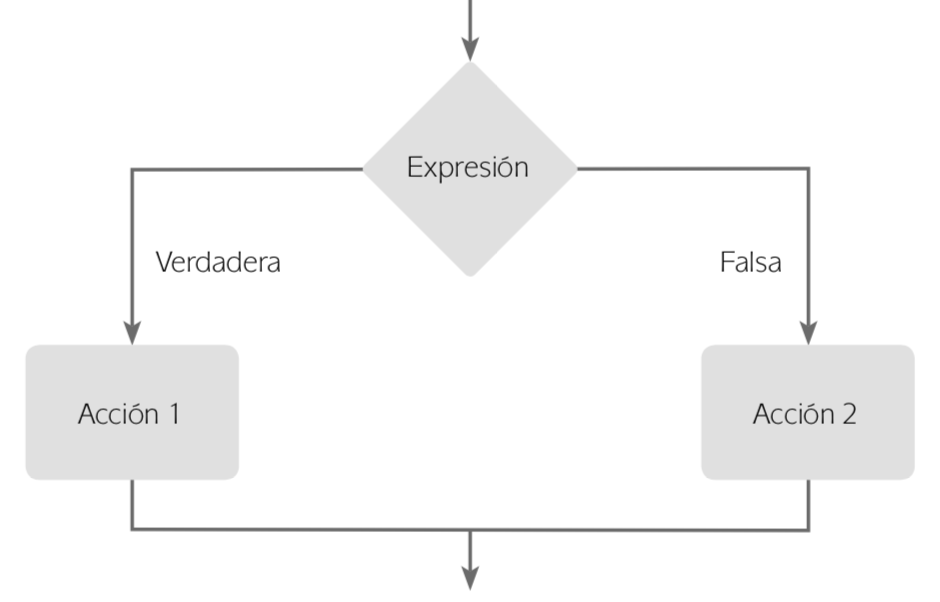 Expresión
Verdadera
Falsa
Acción 1
Acción 2